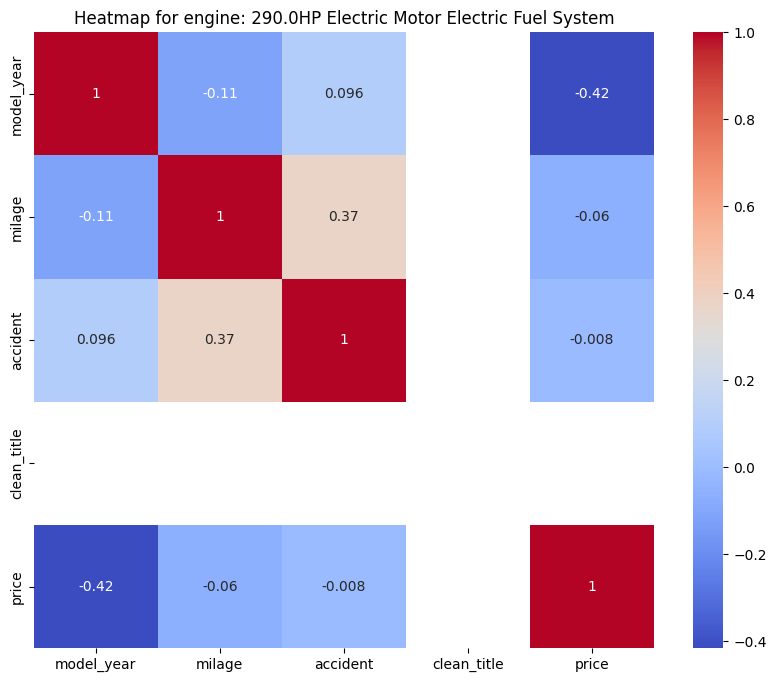 Heatmap for engine: 290.0HP Electric Motor Electric Fuel System
model_year
1
-0.11
0.096
-0.42
milage
-0.11
1
0.37
-0.06
accident
0.096
0.37
1
-0.008
clean_title
price
-0.42
-0.06
-0.008
1
model_year
milage
accident
clean_title
price
1.0
0.8
0.6
0.4
0.2
0.0
−0.2
−0.4